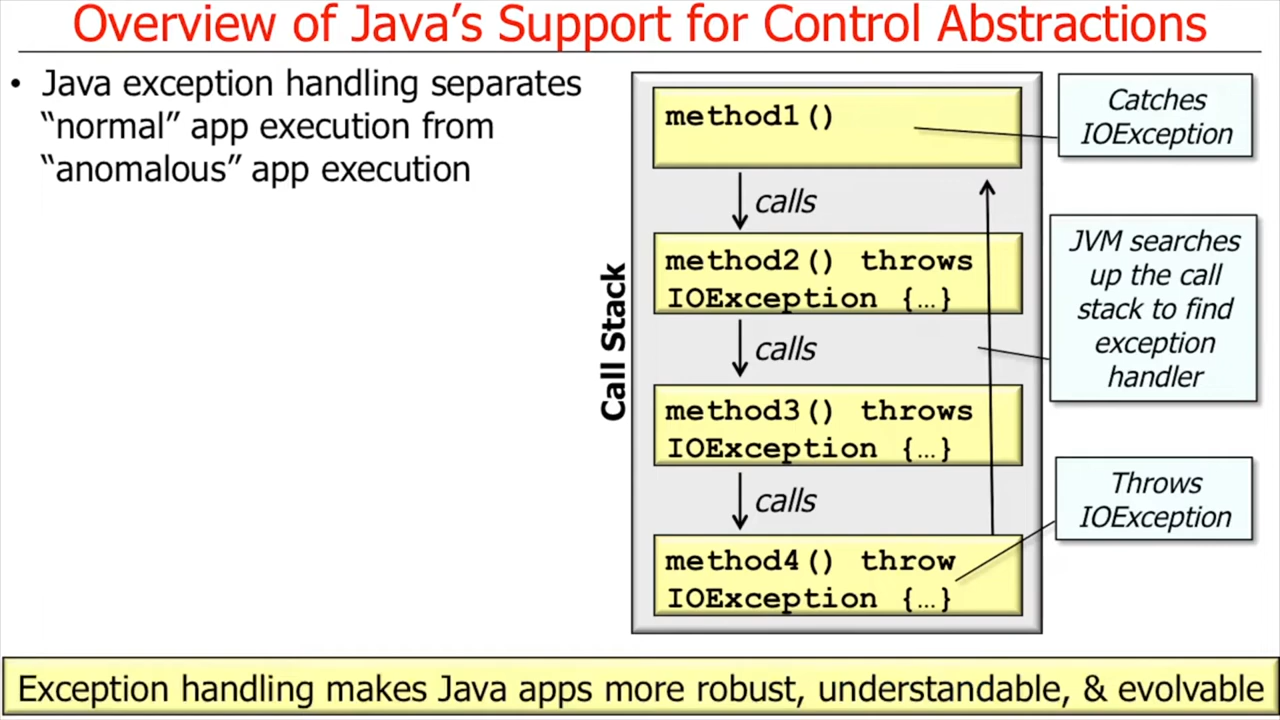 Overview of Java's Support for Control Abstractions
• Java exception handling separates
“normal” app execution from
“anomalous” app execution
Call Stack
method1()
calls
method2() throws
IOException {…}
calls
method3() throws
IOException {…}
calls
method4() throw
IOException {…}
Catches
IOException
JVM searches
up the call
stack to find
exception
handler
Throws
IOException
Exception handling makes Java apps more robust, understandable, & evolvable